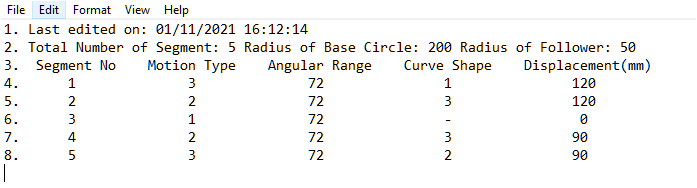 File Edit Format View Help
1. Last edited on: 01/11/2021 16:12:14
2. Total Number of Segment: 5 Radius of Base Circle: 200 Radius of Follower: 50
3. Segment No Motion Type Angular Range Curve Shape Displacement(mm)
4. 1 3 72 1 120
5. 2 2 72 3 120
6. 3 1 72 - 0
7. 4 2 72 3 90
8. 5 3 72 2 90